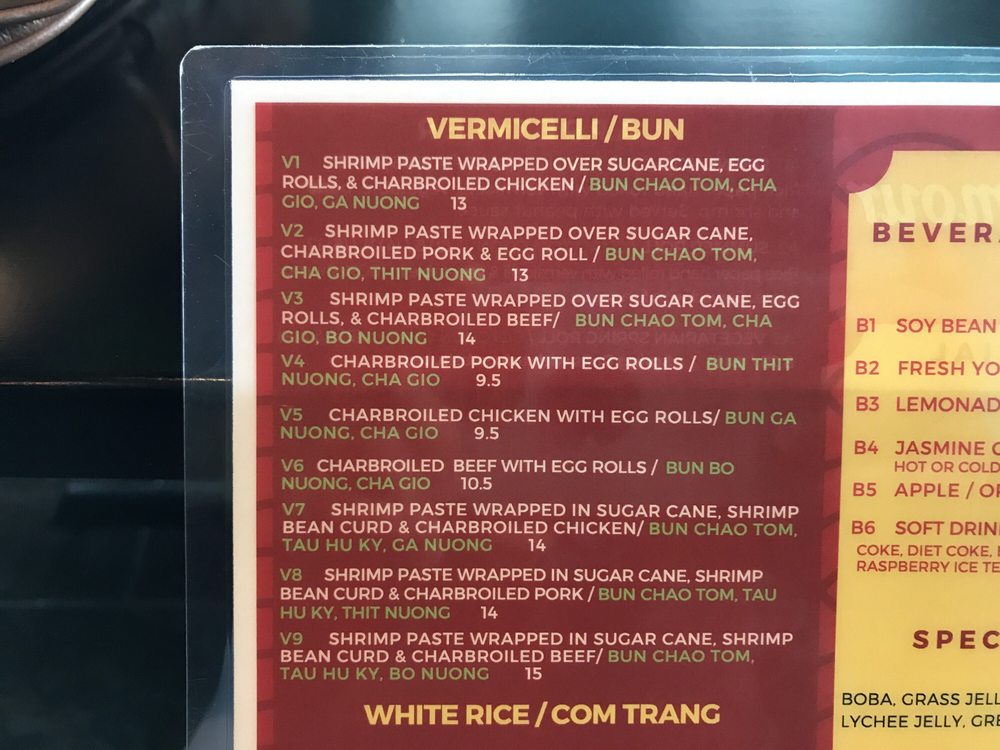 VERMICELLI / BUN
V1 SHRIMP PASTE WRAPPED OVER SUGARCANE, EGG
ROLLS, & CHARBROILED CHICKEN / BUN CHAO TOM, CHA
GIO, GA NUONG 13
V2 SHRIMP PASTE WRAPPED OVER SUGAR CANE,
CHARBROILED PORK & EGG ROLL / BUN CHAO TOM,
CHA GIO, THIT NUONG 13
V3 SHRIMP PASTE WRAPPED OVER SUGAR CANE, EGG
ROLLS, & CHARBROILED BEEF/ BUN CHAO TOM, CHA
GIO, BO NUONG 14
V4 CHARBROILED PORK WITH EGG ROLLS / BUN THIT
NUONG, CHA GIO 9.5
V5 CHARBROILED CHICKEN WITH EGG ROLLS/ BUN GA
NUONG, CHA GIO 9.5
V6 CHARBROILED BEEF WITH EGG ROLLS / BUN BO
NUONG, CHA GIO 10.5
V7 SHRIMP PASTE WRAPPED IN SUGAR CANE, SHRIMP
BEAN CURD & CHARBROILED CHICKEN/ BUN CHAO TOM,
TAU HU KY, GA NUONG 14
V8 SHRIMP PASTE WRAPPED IN SUGAR CANE, SHRIMP
BEAN CURD & CHARBROILED PORK / BUN CHAO TOM, TAU
HU KY, THIT NUONG 14
V9 SHRIMP PASTE WRAPPED IN SUGAR CANE, SHRIMP
BEAN CURD & CHARBROILED BEEF/ BUN CHAO TOM,
TAU HU KY, BO NUONG 15
WHITE RICE / COM TRANG
BEVERA
B1 SOY BEAN
B2 FRESH YO
B3 LEMONAD
B4 JASMINE
HOT OR COLD
B5 APPLE / OR
B6 SOFT DRIN
COKE, DIET COKE,
RASPBERRY ICE TE
SPEC
BOBA, GRASS JELL
LYCHEE JELLY, GRE